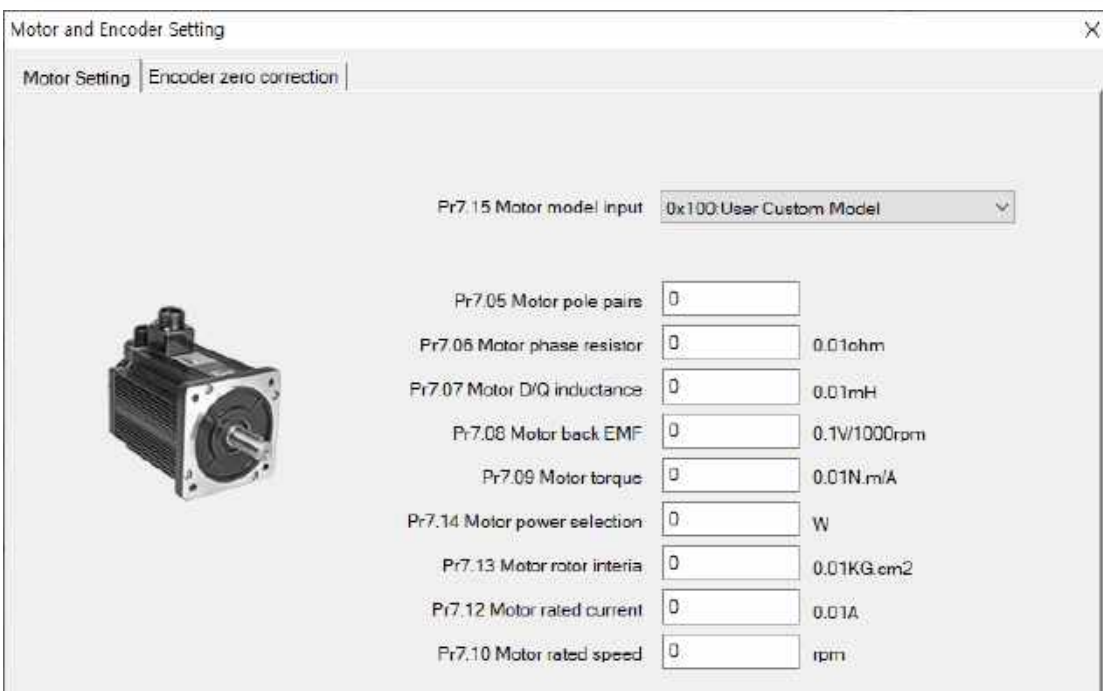 Motor and Encoder Setting
Motor Setting Encoder zero correction
Pr7.15 Motor model input 0x100:User Custom Model
Pr7.05 Motor pole pairs 0
Pr7.06 Motor phase resistor 0 0.01ohm
Pr7.07 Motor D/Q inductance 0 0.01mH
Pr7.08 Motor back EMF 0 0.1V/1000rpm
Pr7.09 Motor torque 0 0.01N.m/A
Pr7.14 Motor power selection 0 W
Pr7.13 Motor rotor interia 0 0.01KG.cm2
Pr7.12 Motor rated current 0 0.01A
Pr7.10 Motor rated speed 0 rpm